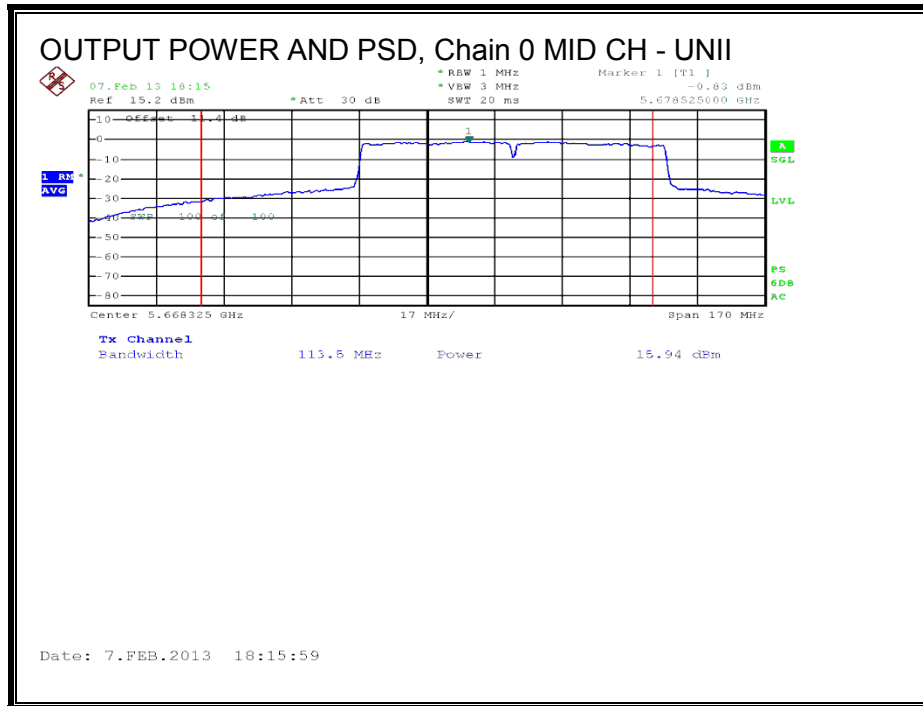 OUTPUT POWER AND PSD, Chain 0 MID CH - UNII
R S
* RBW 1 MHz Marker 1 [T1 ]
07.Feb 13 18:15 * VBW 3 MHz -0.83 dBm
Ref 15.2 dBm * Att 30 dB SWT 20 ms 5.678525000 GHz
10 Offset 11.4 dB
0 1
A
-10 SGL
1 RM * -20
AVG
-30 LVL
-40 SWP 100 of 100
-50
-60
-70 PS
6DB
-80 AC
Center 5.668325 GHz 17 MHz/ Span 170 MHz
Tx Channel
Bandwidth 113.5 MHz Power 15.94 dBm
Date: 7.FEB.2013 18:15:59